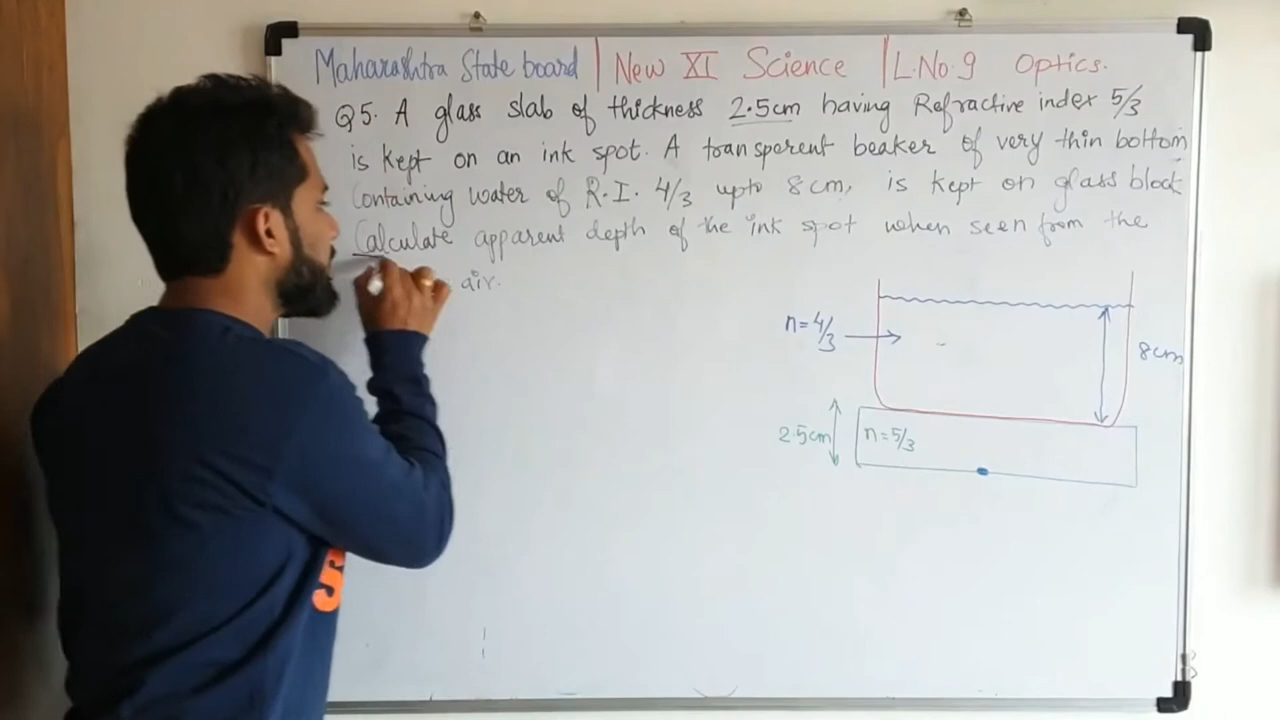 Maharashtra State board | New XI Science | L.No.9 Optics.
Q5. A glass slab of thickness 2.5cm having Refractive index 5/3
is kept on an ink spot. A transparent beaker of very thin bottom
Containing water of R.I. 4/3 upto 8cm, is kept on glass block
Calculate apparent depth of the ink spot when seen from the
air.
n=4/3
8cm
2.5cm
n=5/3
5